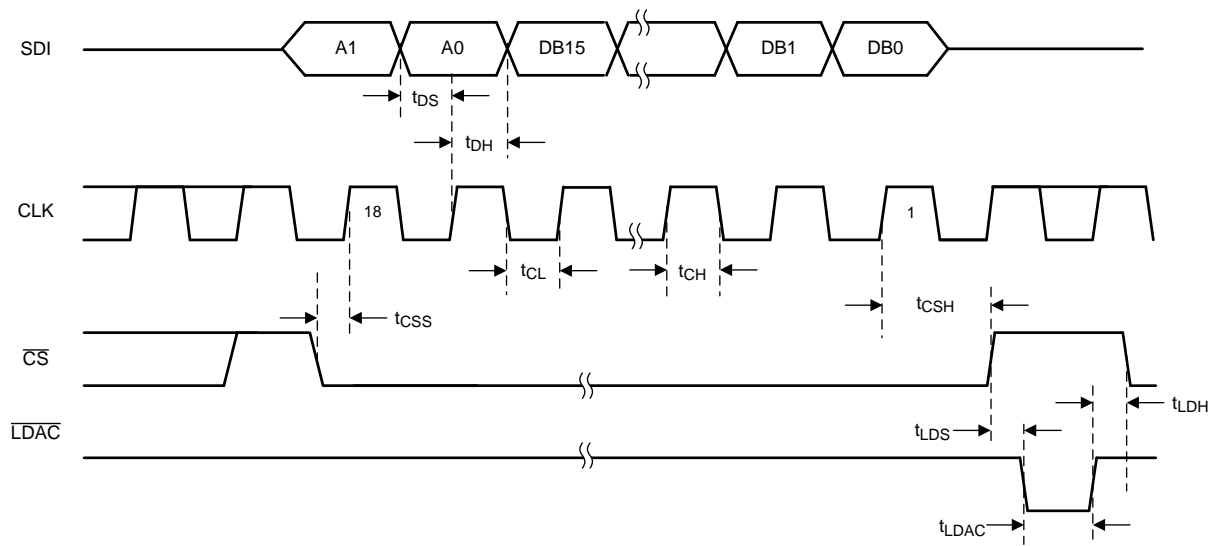 SDI A1 A0 DB15 DB1 DB0
tDS
tDH
CLK 18 1
tCL tCH tCSH
tCSS
CS
tLDH
LDAC tLDS
tLDAC